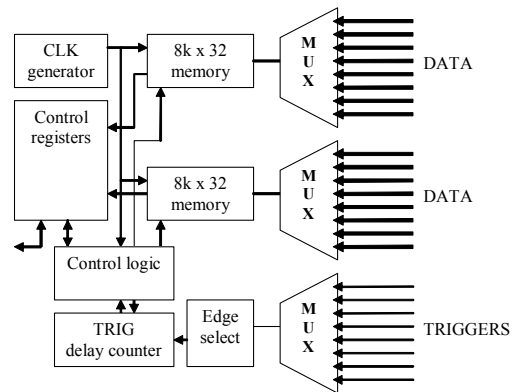 CLK
generator
8k x 32
memory
M
U
X
DATA
Control
registers
8k x 32
memory
M
U
X
DATA
Control logic
TRIG
delay counter
Edge
select
M
U
X
TRIGGERS